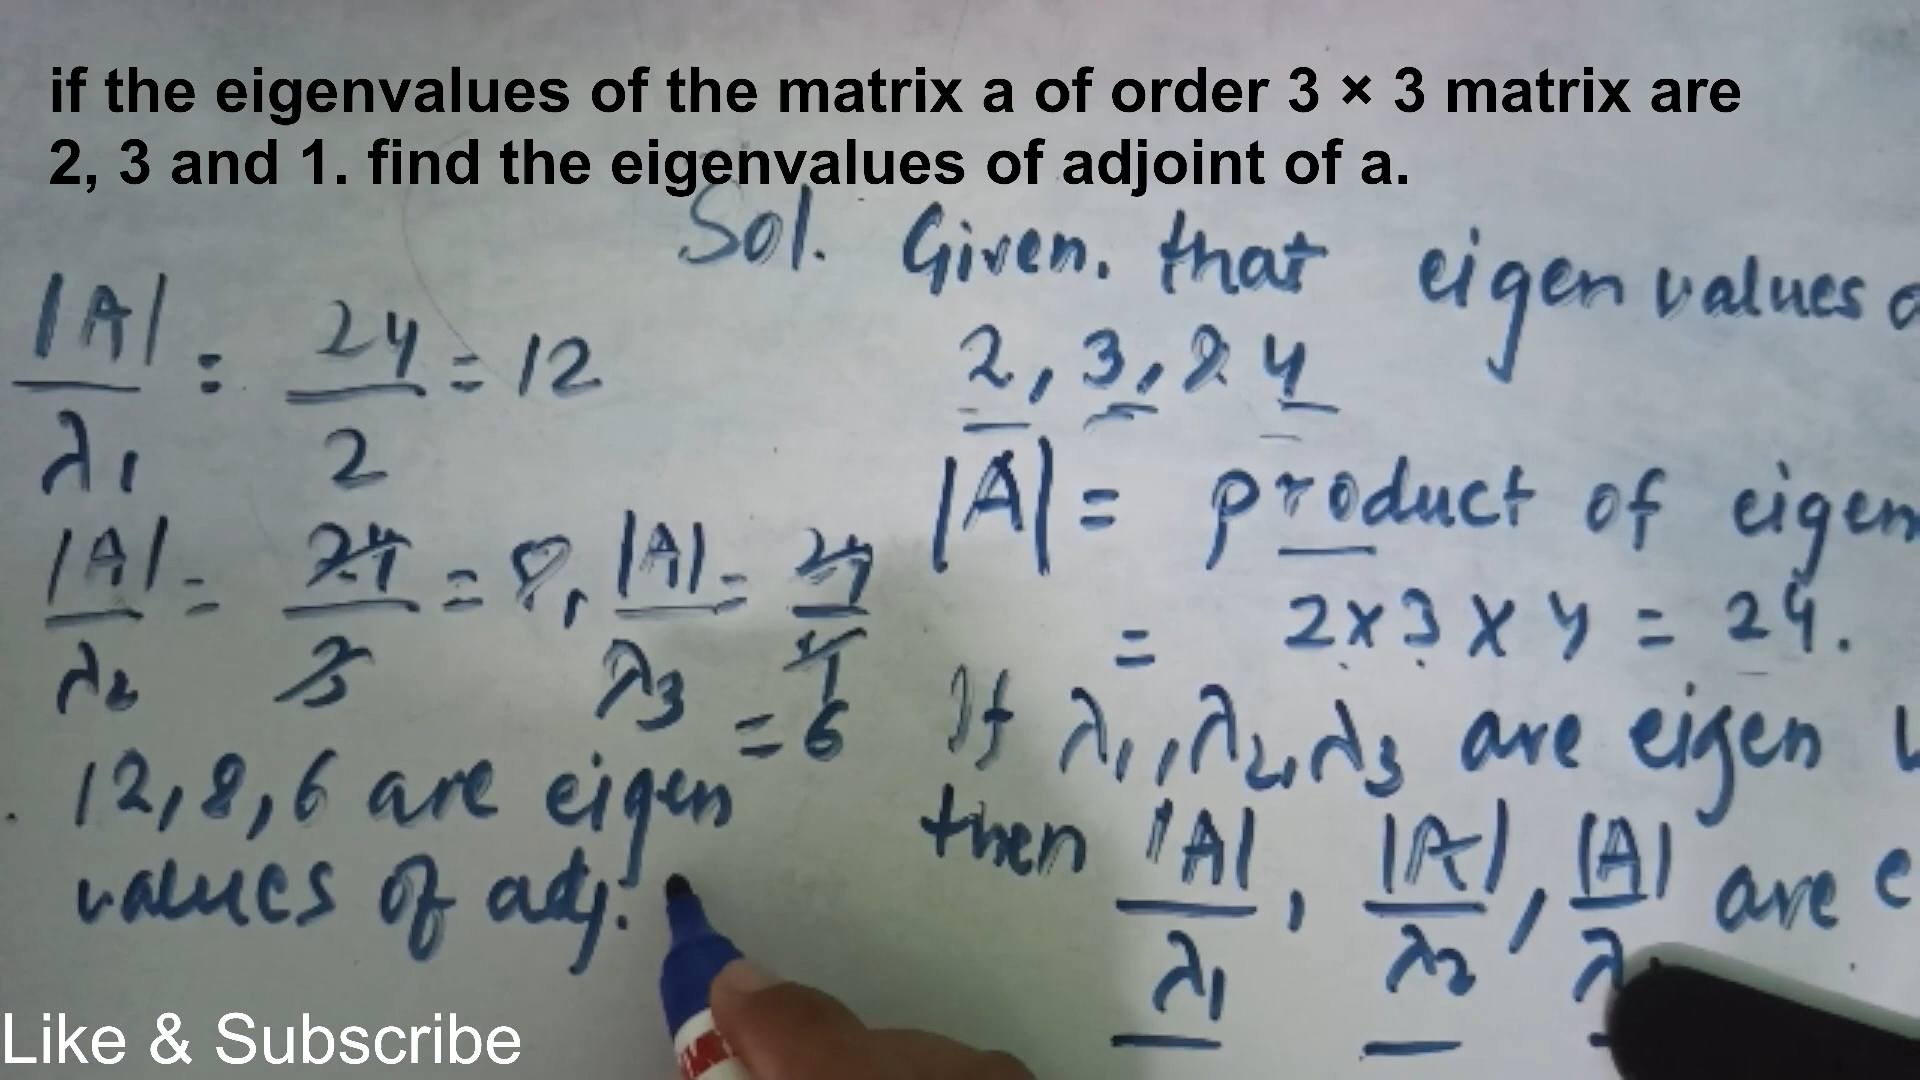 if the eigenvalues of the matrix a of order 3 × 3 matrix are
2, 3 and 1. find the eigenvalues of adjoint of a.
Sol. Given. that eigen values
2, 3, & 4
|A| = product of eigen
= 2 x 3 x 4 = 24.
If λ1, λ2, λ3 are eigen
then |A|/λ1, |A|/λ2, |A|/λ are
|A|/λ1 = 24/2 = 12
|A|/λ2 = 24/3 = 8, |A|/λ3 = 24/4
= 6
12, 8, 6 are eigen
values of adj.
Like & Subscribe